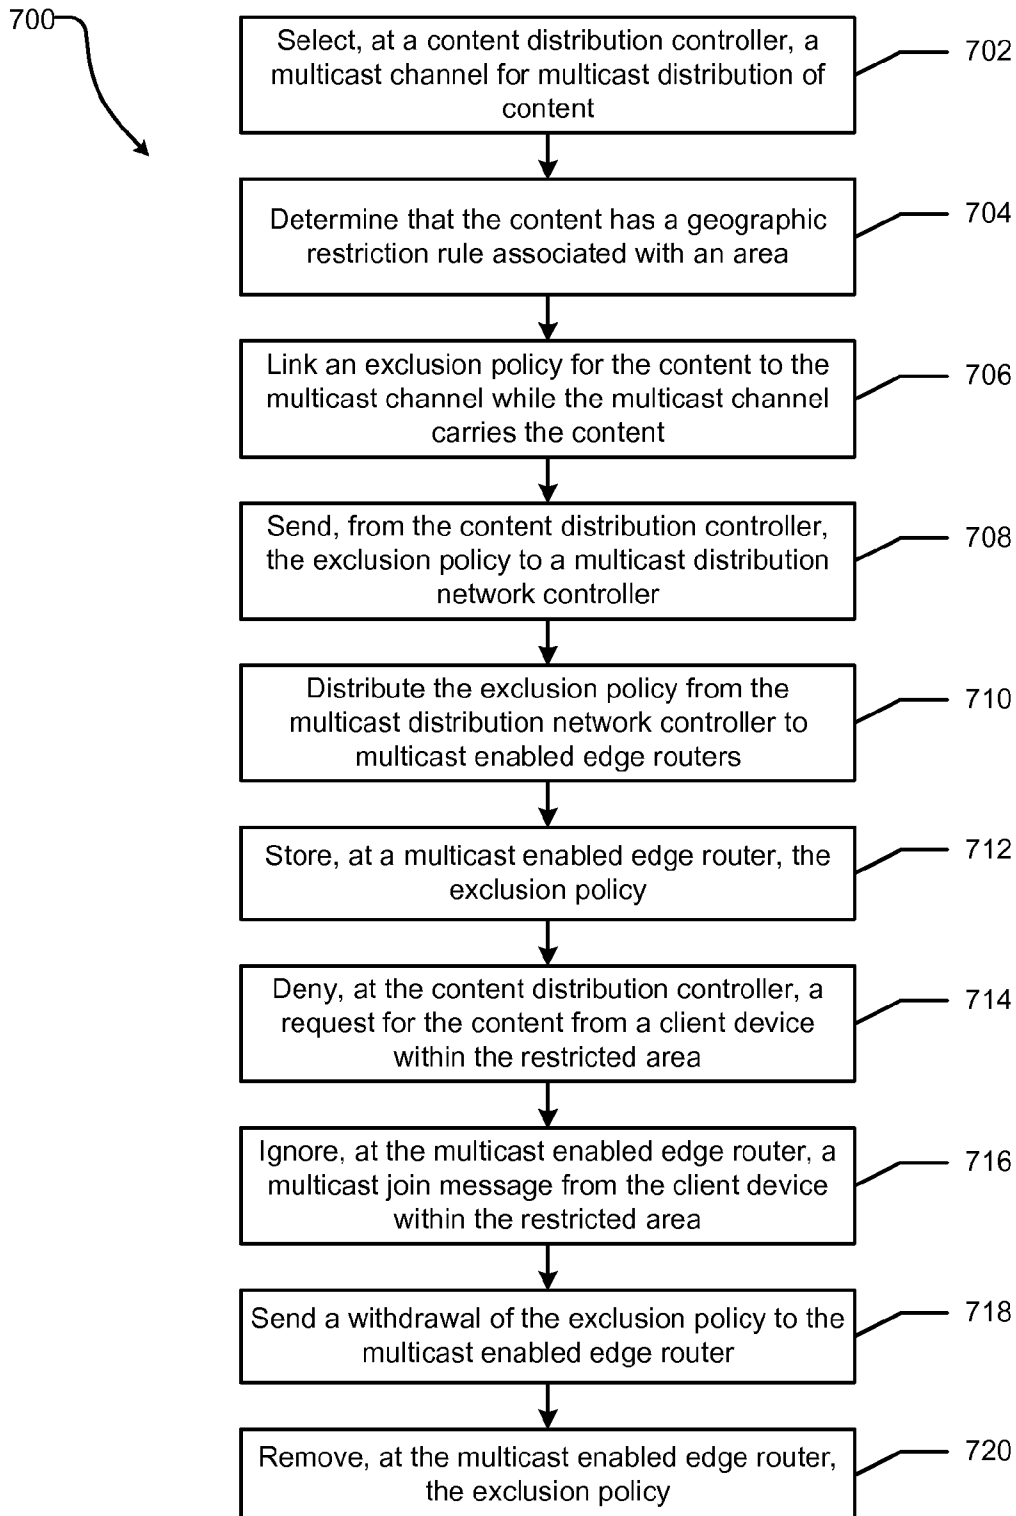 700
Select, at a content distribution controller, a
multicast channel for multicast distribution of
content
702
Determine that the content has a geographic
restriction rule associated with an area
704
Link an exclusion policy for the content to the
multicast channel while the multicast channel
carries the content
706
Send, from the content distribution controller,
the exclusion policy to a multicast distribution
network controller
708
Distribute the exclusion policy from the
multicast distribution network controller to
multicast enabled edge routers
710
Store, at a multicast enabled edge router, the
exclusion policy
712
Deny, at the content distribution controller, a
request for the content from a client device
within the restricted area
714
Ignore, at the multicast enabled edge router, a
multicast join message from the client device
within the restricted area
716
Send a withdrawal of the exclusion policy to the
multicast enabled edge router
718
Remove, at the multicast enabled edge router,
the exclusion policy
720